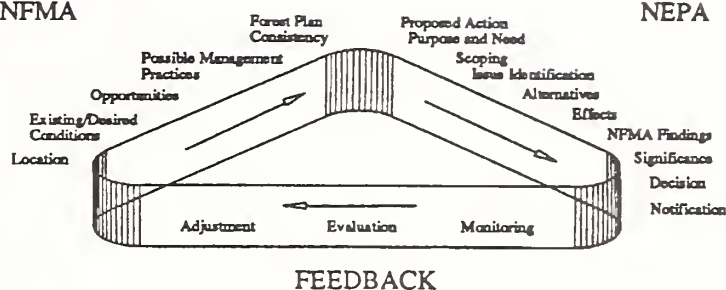 NFMA
NEPA
Forest Plan
Consistency
Possible Management
Practices
Opportunities
Existing/Desired
Conditions
Location
Proposed Action
Purpose and Need
Scoping
Issue Identification
Alternatives
Effects
NFMA Findings
Significance
Decision
Notification
Adjustment
Evaluation
Monitoring
FEEDBACK